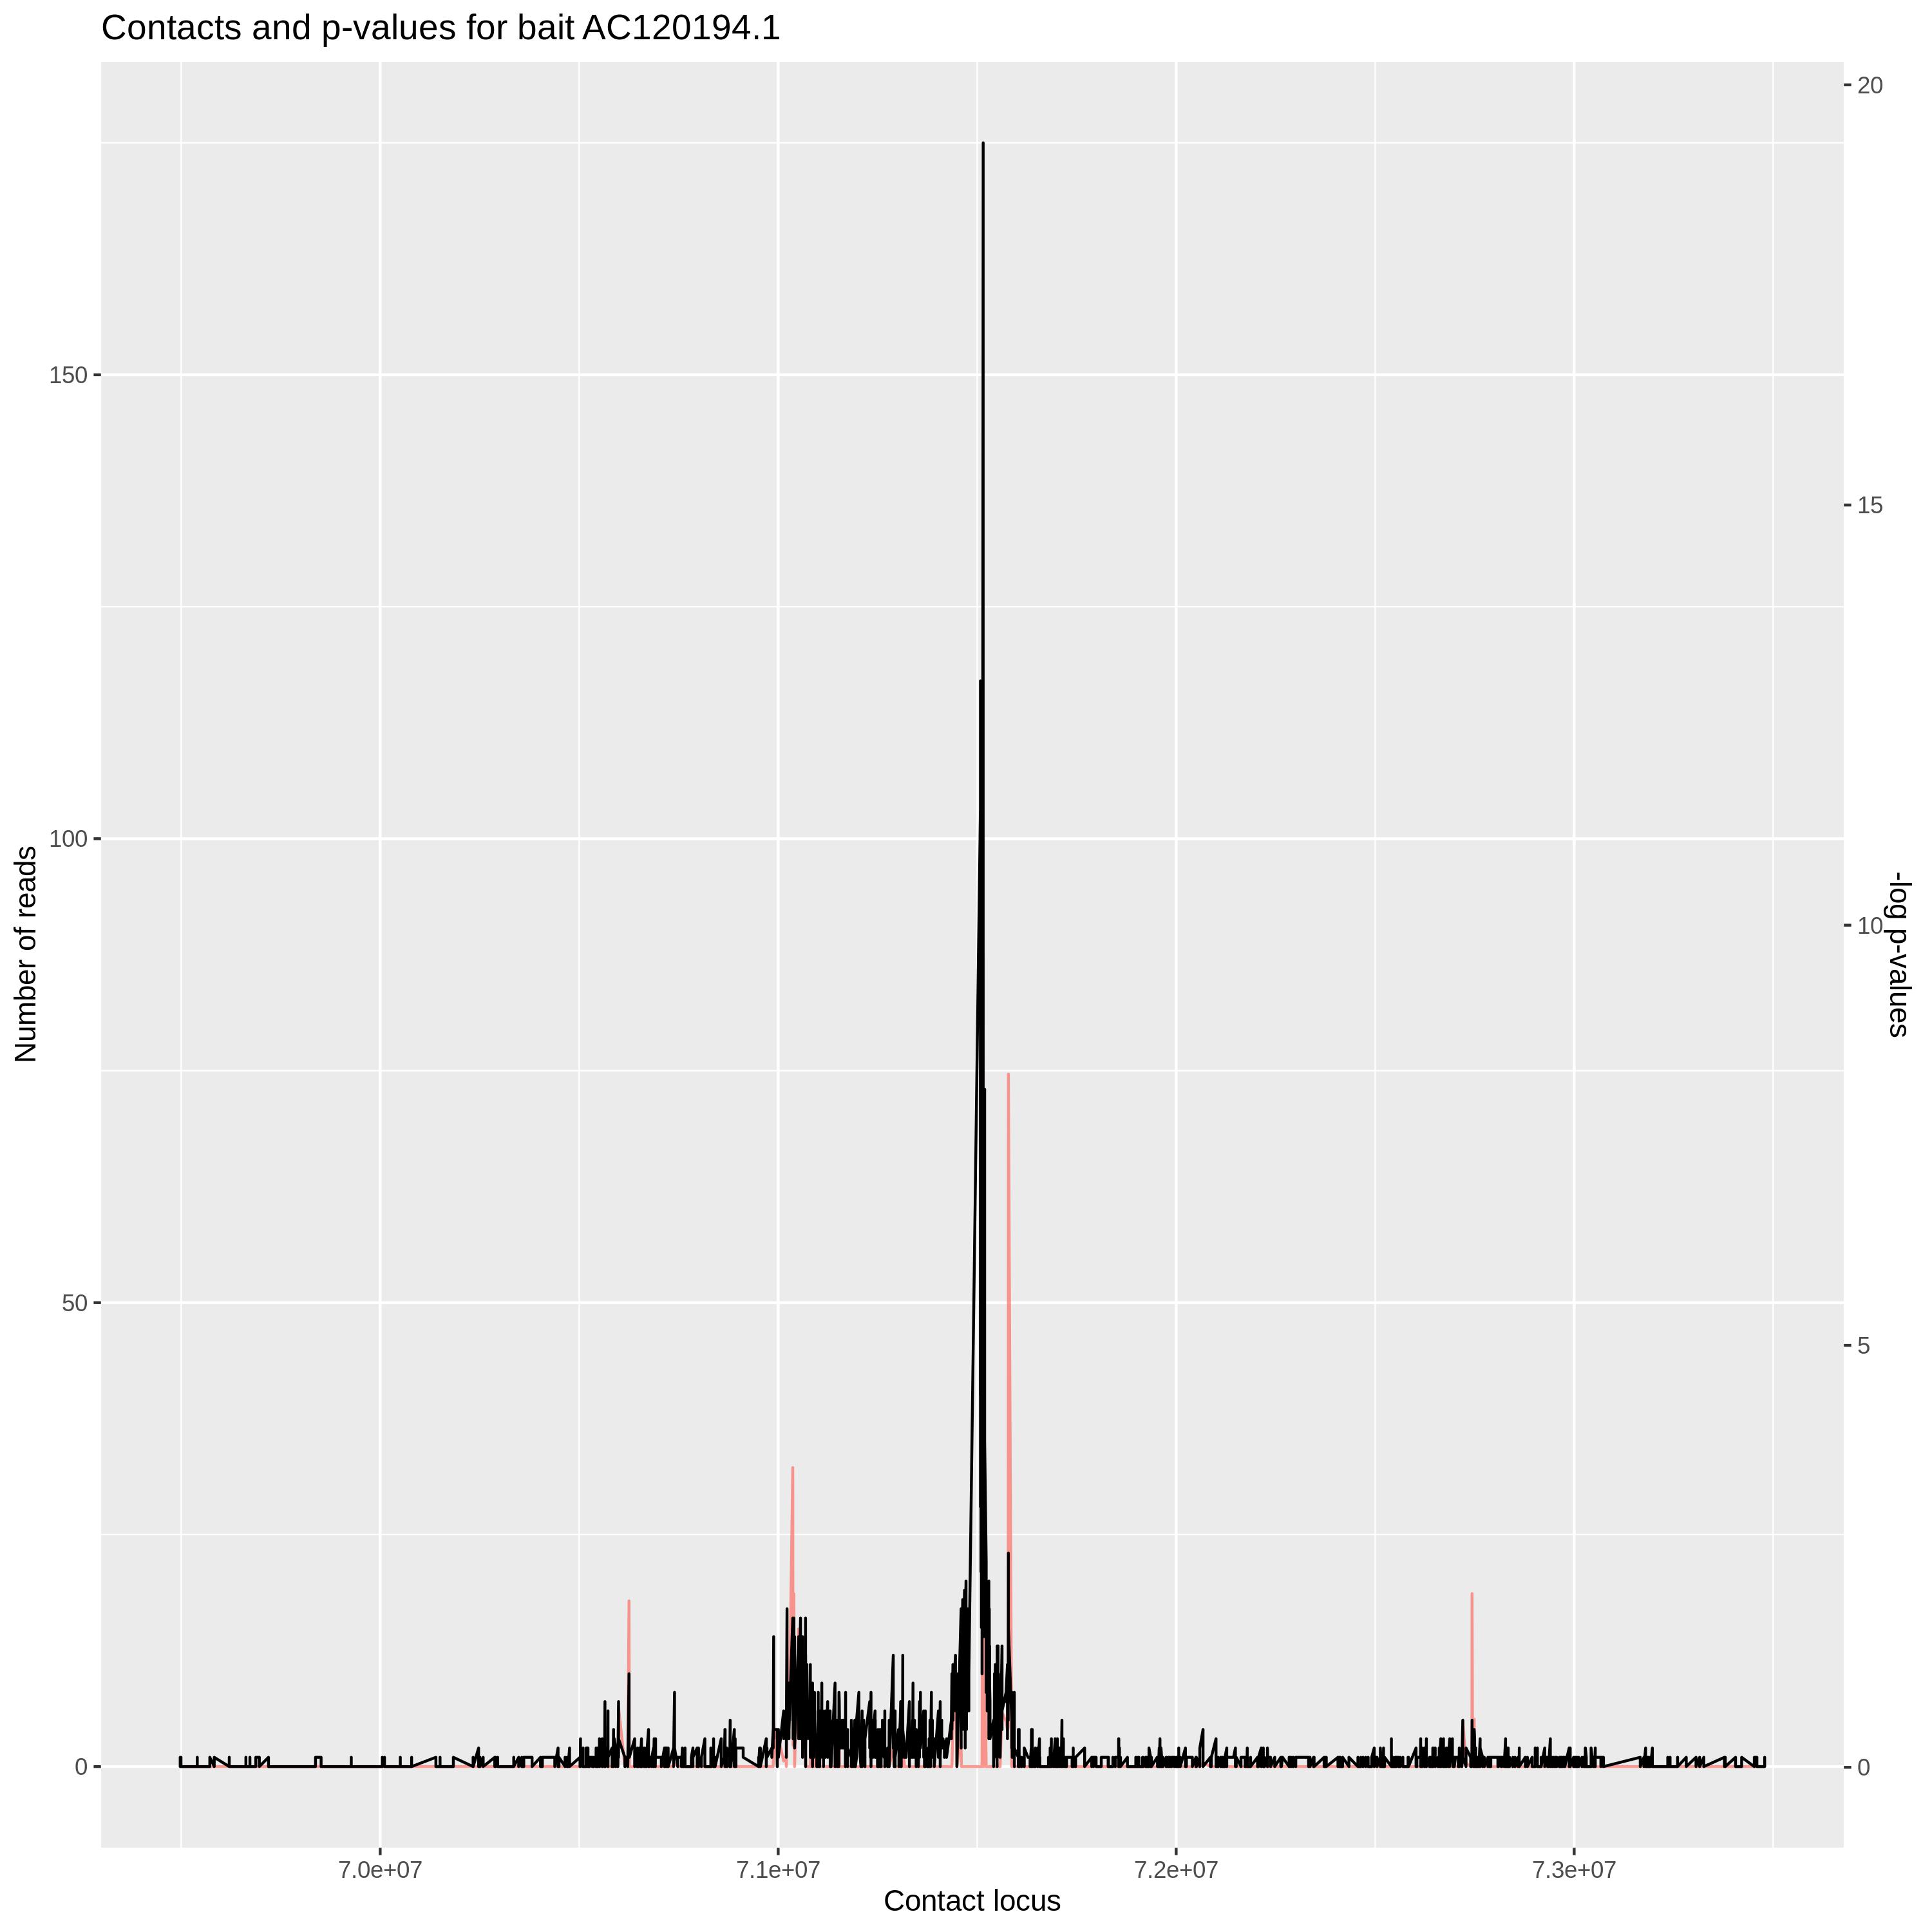 Contacts and p-values for bait AC120194.1
20
15
10
5
0
-log p-values
150
100
50
0
Number of reads
7.0e+07 7.1e+07 7.2e+07 7.3e+07
Contact locus